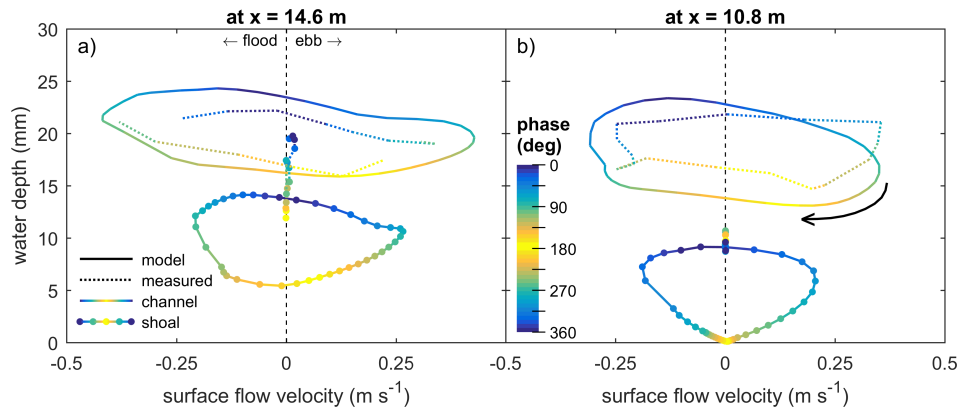 at x = 14.6 m
at x = 10.8 m
a)
← flood
ebb →
b)
water depth (mm)
30
25
20
15
10
5
0
model
measured
channel
shoal
phase
(deg)
0
90
180
270
360
-0.5
-0.25
0
0.25
-0.5
-0.25
0
0.25
0.5
surface flow velocity (m s⁻¹)
surface flow velocity (m s⁻¹)